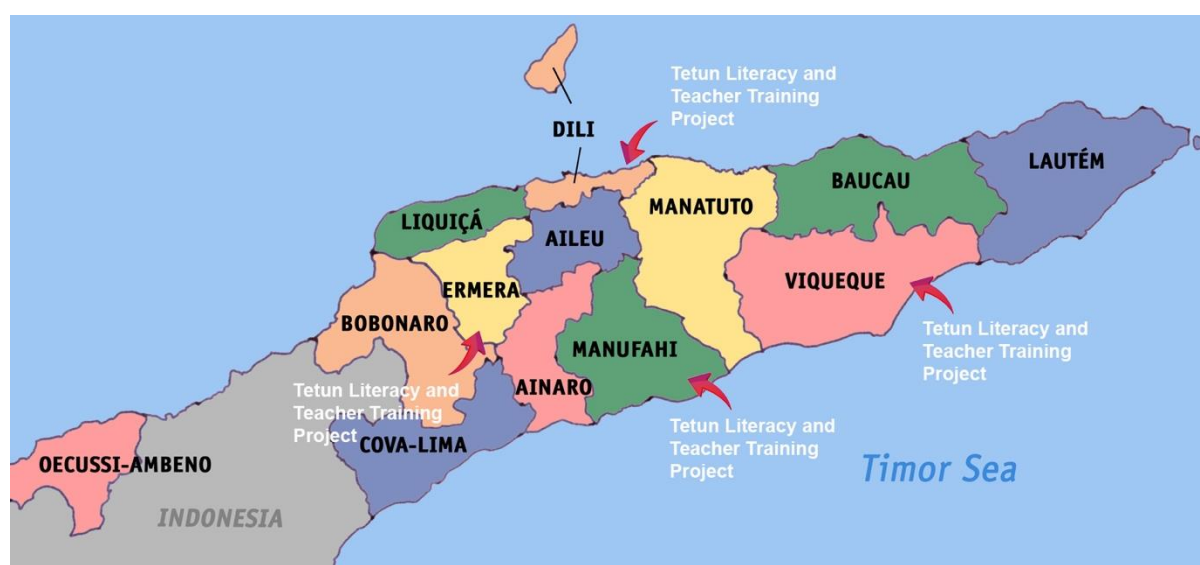 Tetun Literacy and
Teacher Training
Project
DILI
LAUTÉM
BAUCAU
MANATUTO
LIQUIÇÁ
AILEU
VIQUEQUE
ERMERA
BOBONARO
MANUFAHI
Tetun Literacy and
Teacher Training
Project
AINARO
Tetun Literacy and
Teacher Training
Project
Tetun Literacy and
Teacher Training
Project
COVA-LIMA
OECUSSI-AMBENO
Timor Sea
INDONESIA